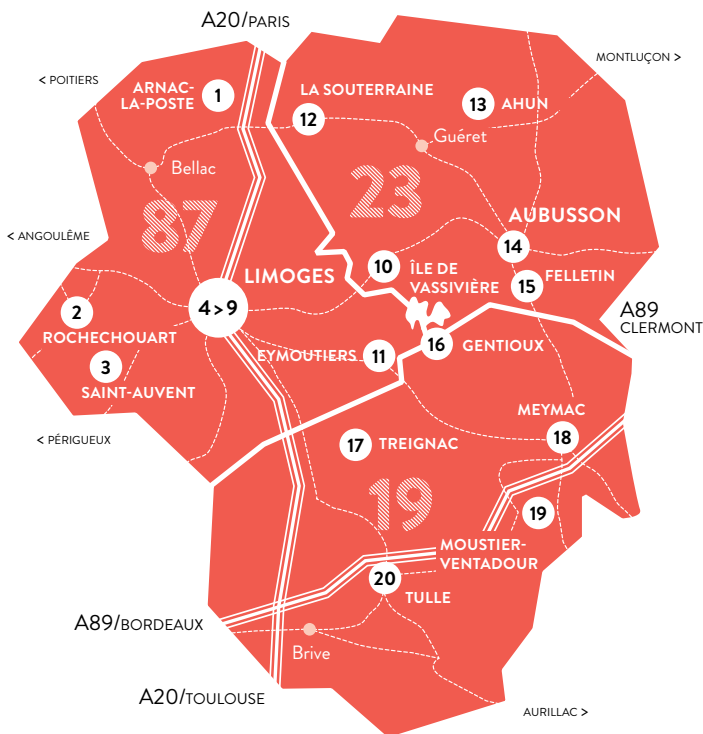 A20/PARIS
MONTLUÇON >
< POITIERS
ARNAC-
LA-POSTE
1
LA SOUTERRAINE
12
13
AHUN
Guéret
Bellac
23
87
AUBUSSON
< ANGOULÊME
14
LIMOGES
10
ÎLE DE
VASSIVIÈRE
15
FELLETIN
4>9
2
ROCHECHOUART
A89
CLERMONT
EYMOUTIERS
11
16
GENTIOUX
3
SAINT-AUVENT
MEYMAC
< PÉRIGUEUX
17
TREIGNAC
18
19
19
MOUSTIER-
VENTADOUR
20
TULLE
A89/BORDEAUX
Brive
A20/TOULOUSE
AURILLAC >